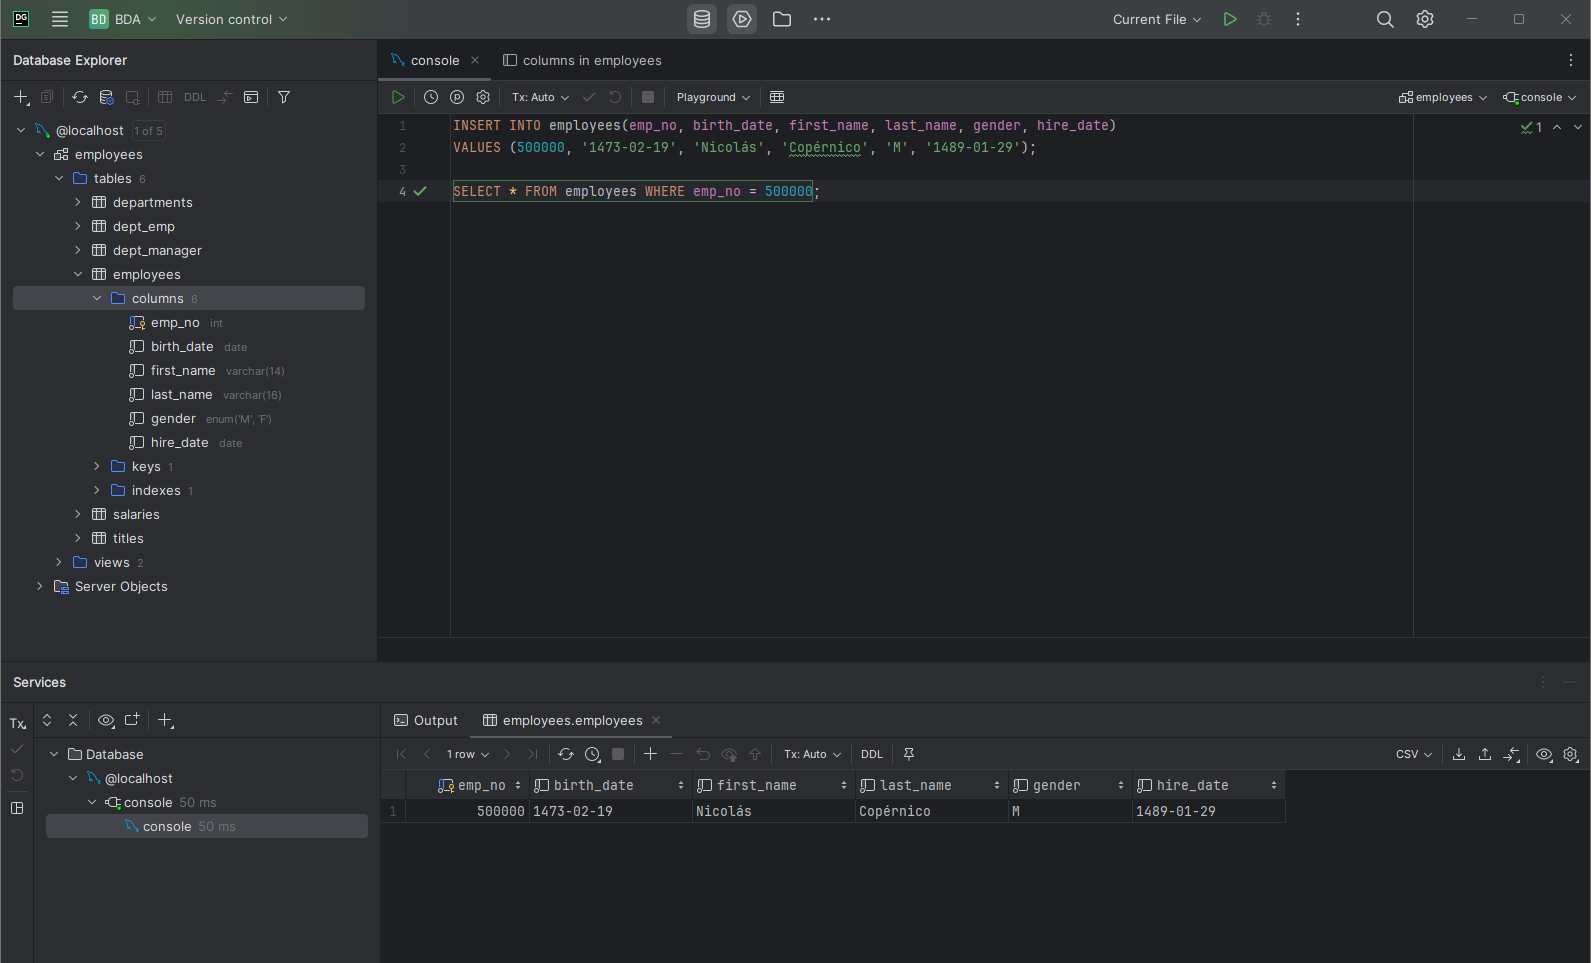 DG
BD BDA Version control Current File
Database Explorer
console columns in employees
DDL
Tx: Auto Playground employees console
@localhost 1 of 5
employees
tables 6
departments
dept_emp
dept_manager
employees
columns 6
emp_no int
birth_date date
first_name varchar(14)
last_name varchar(16)
gender enum('M', 'F')
hire_date date
keys 1
indexes 1
salaries
titles
views 2
Server Objects
1 INSERT INTO employees(emp_no, birth_date, first_name, last_name, gender, hire_date)
1
2 VALUES (500000, '1473-02-19', 'Nicolás', 'Copérnico', 'M', '1489-01-29');
3
4 SELECT * FROM employees WHERE emp_no = 500000;
Services
Tx
Database
@localhost
console 50 ms
console 50 ms
Output employees.employees
1 row Tx: Auto DDL CSV
emp_no birth_date first_name last_name gender hire_date
1 500000 1473-02-19 Nicolás Copérnico M 1489-01-29